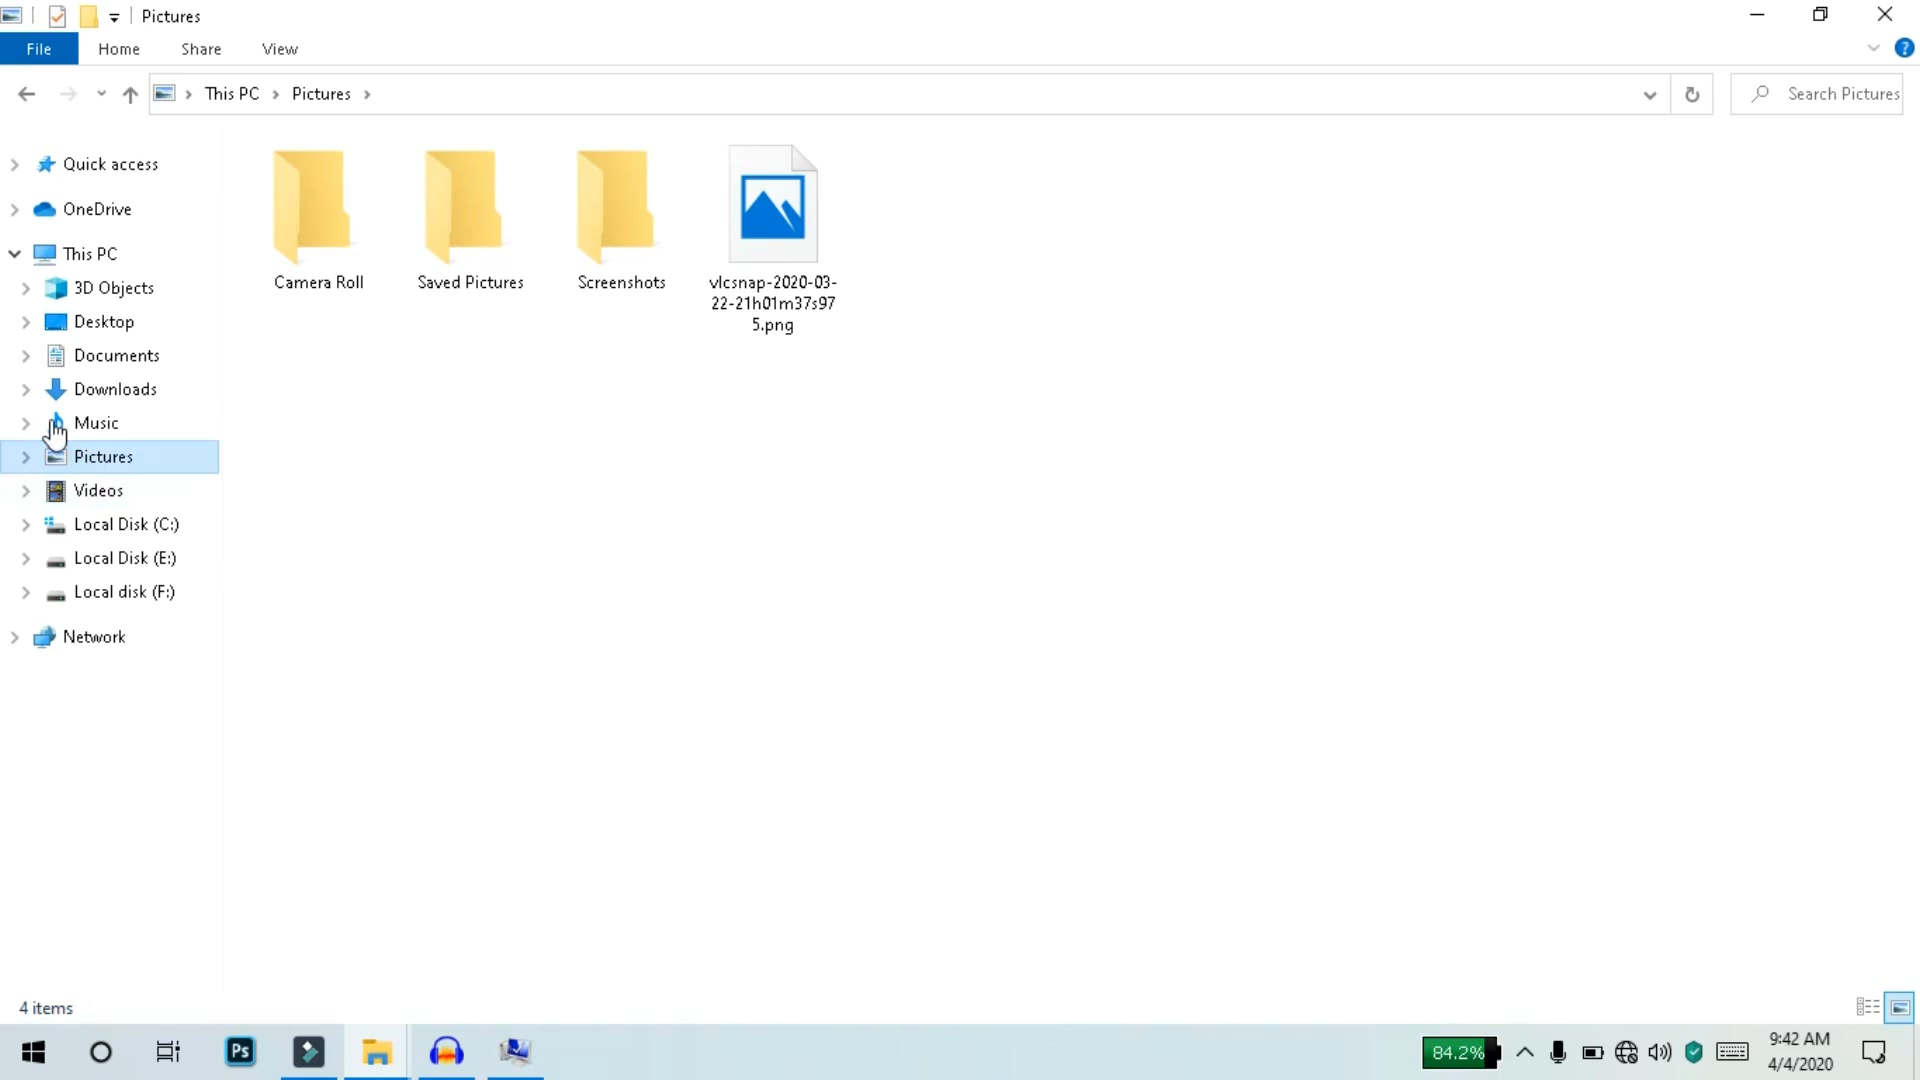 Pictures
File Home Share View
This PC Pictures Search Pictures
Quick access
OneDrive
This PC
3D Objects
Desktop
Documents
Downloads
Music
Pictures
Videos
Local Disk (C:)
Local Disk (E:)
Local disk (F:)
Network
Camera Roll
Saved Pictures
Screenshots
vlcsnap-2020-03-
22-21h01m37s97
5.png
4 items
Ps
84.2%
9:42 AM
4/4/2020